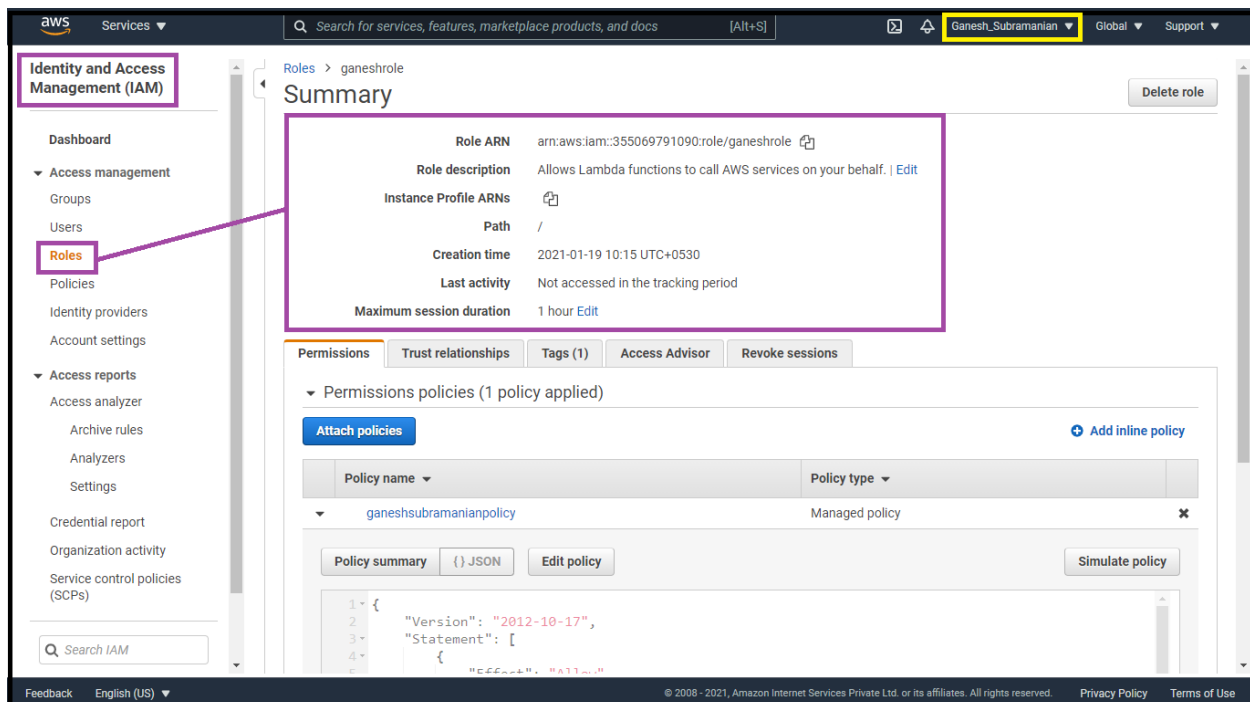 aws Services ▼ Search for services, features, marketplace products, and docs [Alt+S] Ganesh_Subramanian ▼ Global ▼ Support ▼
Identity and Access
Management (IAM)
Dashboard
Access management
Groups
Users
Roles
Policies
Identity providers
Account settings
Access reports
Access analyzer
Archive rules
Analyzers
Settings
Credential report
Organization activity
Service control policies
(SCPs)
Search IAM
Roles > ganeshrole
Summary
Delete role
Role ARN arn:aws:iam::355069791090:role/ganeshrole
Role description Allows Lambda functions to call AWS services on your behalf. | Edit
Instance Profile ARNs
Path /
Creation time 2021-01-19 10:15 UTC+0530
Last activity Not accessed in the tracking period
Maximum session duration 1 hour Edit
Permissions Trust relationships Tags (1) Access Advisor Revoke sessions
Permissions policies (1 policy applied)
Attach policies Add inline policy
Policy name Policy type
ganeshsubramanianpolicy Managed policy
Policy summary {} JSON Edit policy Simulate policy
1 {
2 "Version": "2012-10-17",
3 "Statement": [
4 {
5 "Effect": "Allow"
Feedback English (US) ▼ © 2008 - 2021, Amazon Internet Services Private Ltd. or its affiliates. All rights reserved. Privacy Policy Terms of Use